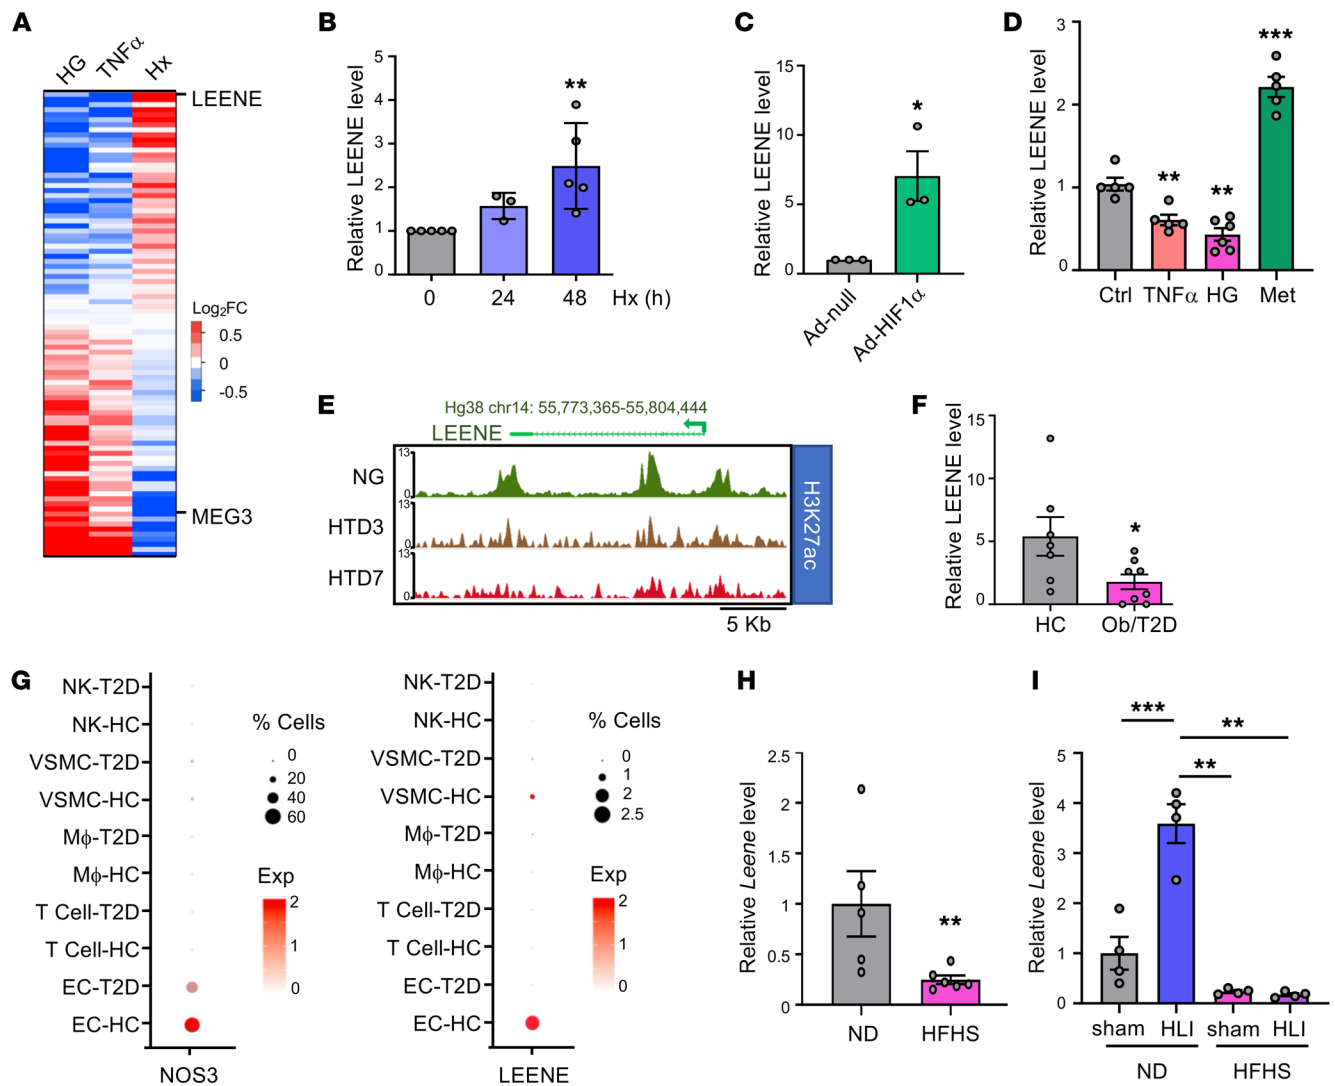 A
HG TNFα Hx
LEENE
Log2FC
0.5
0
-0.5
MEG3
B
Relative LEENE level
5
4
3
2
1
0
**
0 24 48 Hx (h)
C
Relative LEENE level
15
10
5
0
*
Ad-null Ad-HIF1α
D
Relative LEENE level
3
2
1
0
** ** ***
Ctrl TNFα HG Met
E
Hg38 chr14: 55,773,365-55,804,444
LEENE
NG
13
0
HTD3
13
0
HTD7
13
0
H3K27ac
5 Kb
F
Relative LEENE level
15
10
5
0
*
HC Ob/T2D
G
NK-T2D
NK-HC
VSMC-T2D
VSMC-HC
Mϕ-T2D
Mϕ-HC
T Cell-T2D
T Cell-HC
EC-T2D
EC-HC
NOS3
% Cells
0
20
40
60
Exp
2
1
0
NK-T2D
NK-HC
VSMC-T2D
VSMC-HC
Mϕ-T2D
Mϕ-HC
T Cell-T2D
T Cell-HC
EC-T2D
EC-HC
LEENE
% Cells
0
1
2
2.5
Exp
2
1
0
H
Relative Leene level
2.5
2
1.5
1
0.5
0
**
ND HFHS
I
Relative Leene level
5
4
3
2
1
0
***
**
**
sham HLI sham HLI
ND HFHS